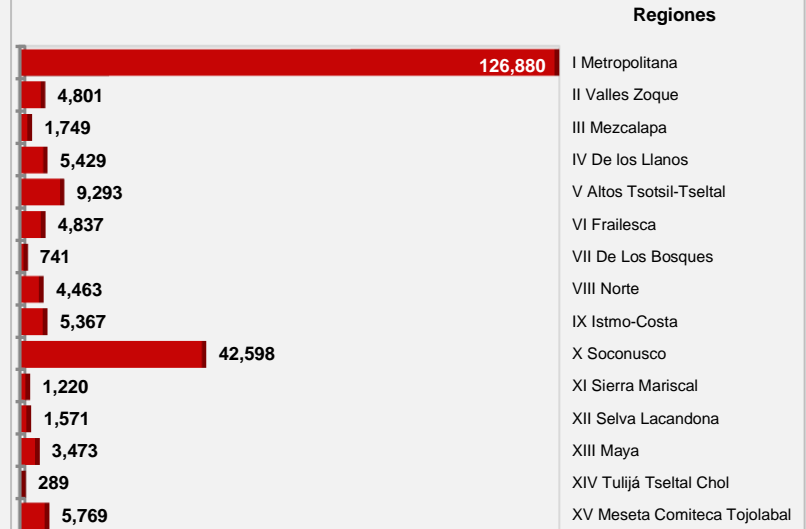 Regiones
126,880 I Metropolitana
4,801 II Valles Zoque
1,749 III Mezcalapa
5,429 IV De los Llanos
9,293 V Altos Tsotsil-Tseltal
4,837 VI Frailesca
741 VII De Los Bosques
4,463 VIII Norte
5,367 IX Istmo-Costa
42,598 X Soconusco
1,220 XI Sierra Mariscal
1,571 XII Selva Lacandona
3,473 XIII Maya
289 XIV Tulijá Tseltal Chol
5,769 XV Meseta Comiteca Tojolabal